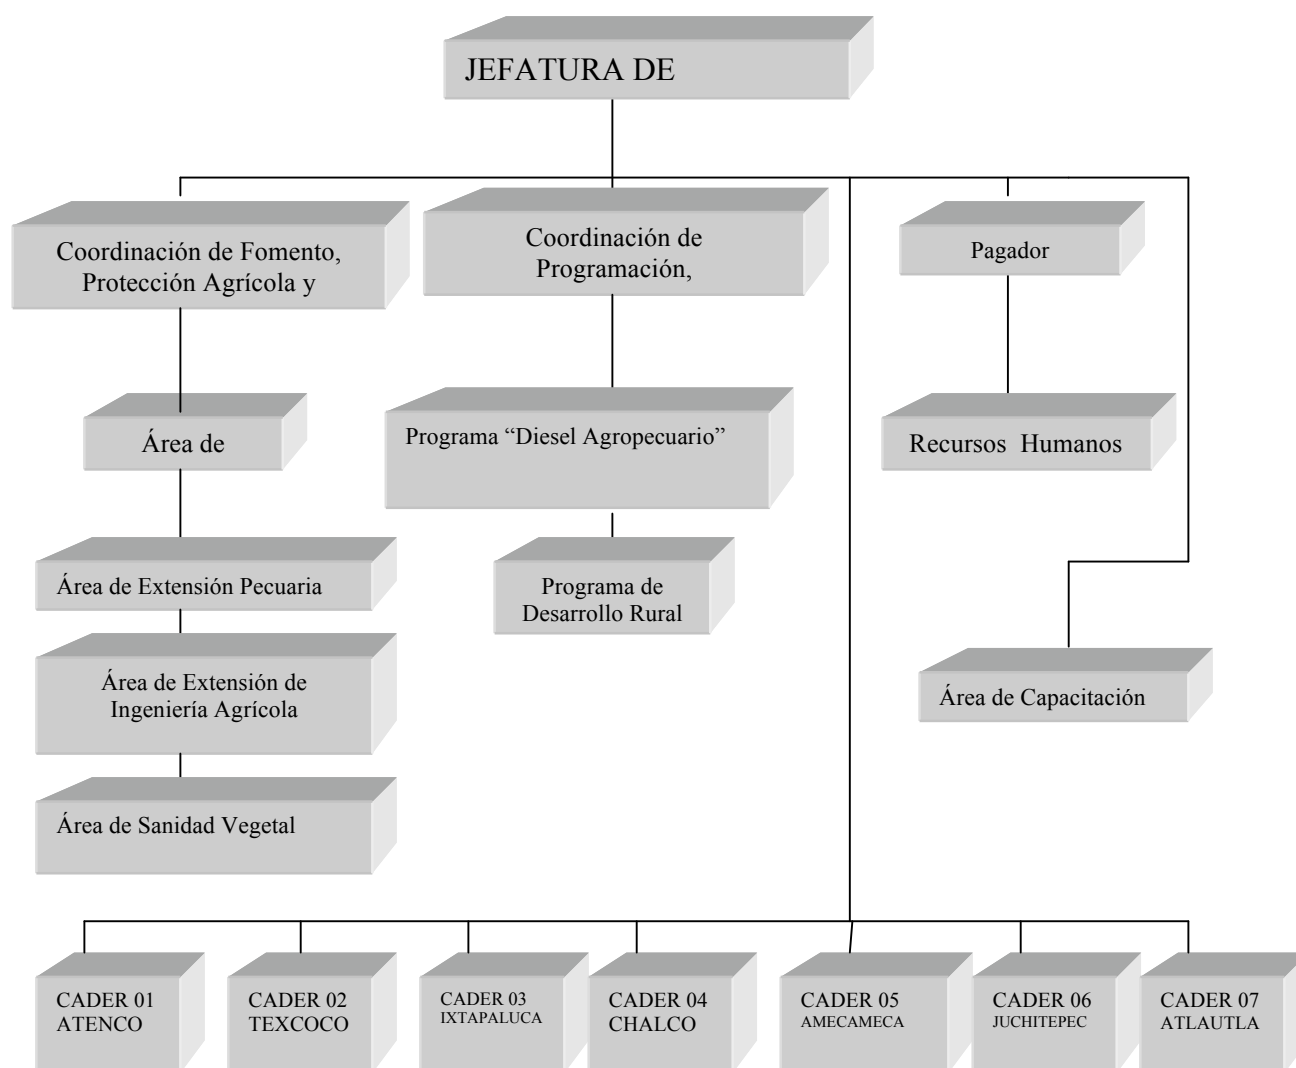 JEFATURA DE
Coordinación de Fomento,
Protección Agrícola y
Coordinación de
Programación,
Pagador
Área de
Programa “Diesel Agropecuario”
Recursos Humanos
Área de Extensión Pecuaria
Programa de
Desarrollo Rural
Área de Extensión de
Ingeniería Agrícola
Área de Capacitación
Área de Sanidad Vegetal
CADER 01
ATENCO
CADER 02
TEXCOCO
CADER 03
IXTAPALUCA
CADER 04
CHALCO
CADER 05
AMECAMECA
CADER 06
JUCHITEPEC
CADER 07
ATLAUTLA